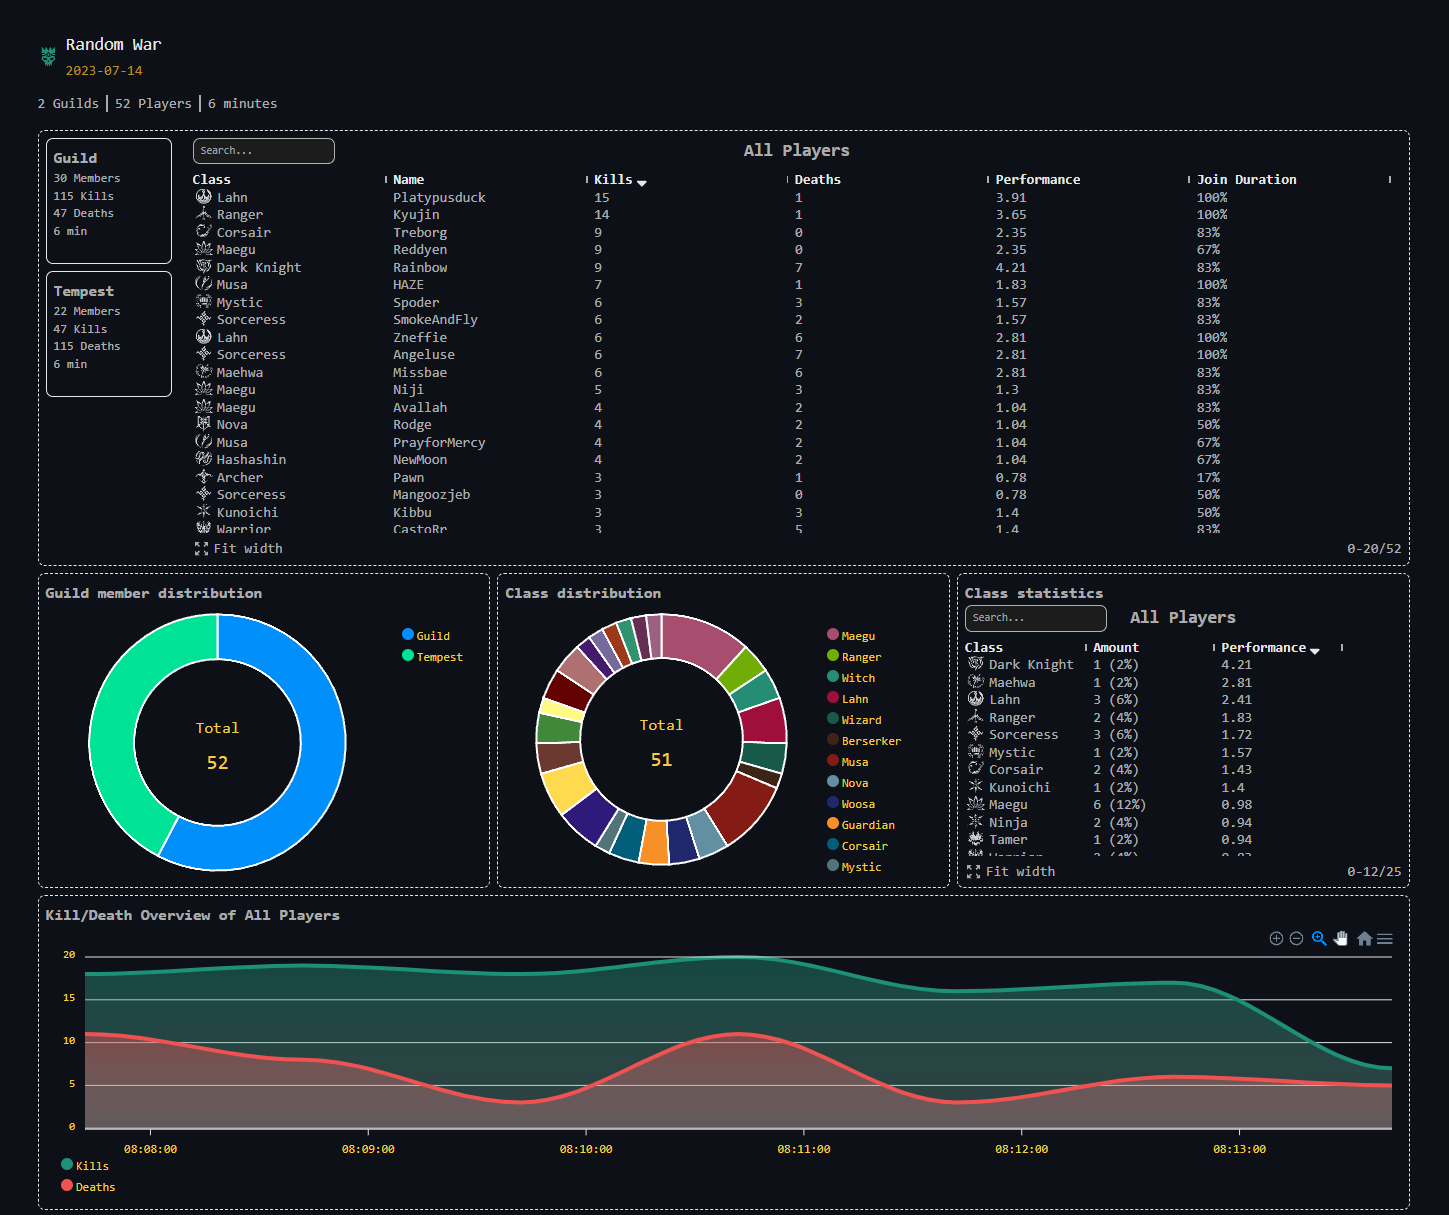 Random War
2023-07-14
2 Guilds | 52 Players | 6 minutes
Guild
30 Members
115 Kills
47 Deaths
6 min
Tempest
22 Members
47 Kills
115 Deaths
6 min
Search...
All Players
Class Name Kills Deaths Performance Join Duration
Lahn Platypusduck 15 1 3.91 100%
Ranger Kyujin 14 1 3.65 100%
Corsair Treborg 9 0 2.35 83%
Maegu Reddyen 9 0 2.35 67%
Dark Knight Rainbow 9 7 4.21 83%
Musa HAZE 7 1 1.83 100%
Mystic Spoder 6 3 1.57 83%
Sorceress SmokeAndFly 6 2 1.57 83%
Lahn Zneffie 6 6 2.81 100%
Sorceress Angeluse 6 7 2.81 100%
Maehwa Missbae 6 6 2.81 83%
Maegu Niji 5 3 1.3 83%
Maegu Avallah 4 2 1.04 83%
Nova Rodge 4 2 1.04 50%
Musa PrayforMercy 4 2 1.04 67%
Hashashin NewMoon 4 2 1.04 67%
Archer Pawn 3 1 0.78 17%
Sorceress Mangoozjeb 3 0 0.78 50%
Kunoichi Kibbu 3 3 1.4 50%
Warrior CastoRr 3 5 1.4 83%
Fit width
0-20/52
Guild member distribution
Guild
Tempest
Total
52
Class distribution
Total
51
Maegu
Ranger
Witch
Lahn
Wizard
Berserker
Musa
Nova
Woosa
Guardian
Corsair
Mystic
Class statistics
Search...
All Players
Class Amount Performance
Dark Knight 1 (2%) 4.21
Maehwa 1 (2%) 2.81
Lahn 3 (6%) 2.41
Ranger 2 (4%) 1.83
Sorceress 3 (6%) 1.72
Mystic 1 (2%) 1.57
Corsair 2 (4%) 1.43
Kunoichi 1 (2%) 1.4
Maegu 6 (12%) 0.98
Ninja 2 (4%) 0.94
Tamer 1 (2%) 0.94
Fit width
0-12/25
Kill/Death Overview of All Players
20
15
10
5
0
08:08:00 08:09:00 08:10:00 08:11:00 08:12:00 08:13:00
Kills
Deaths